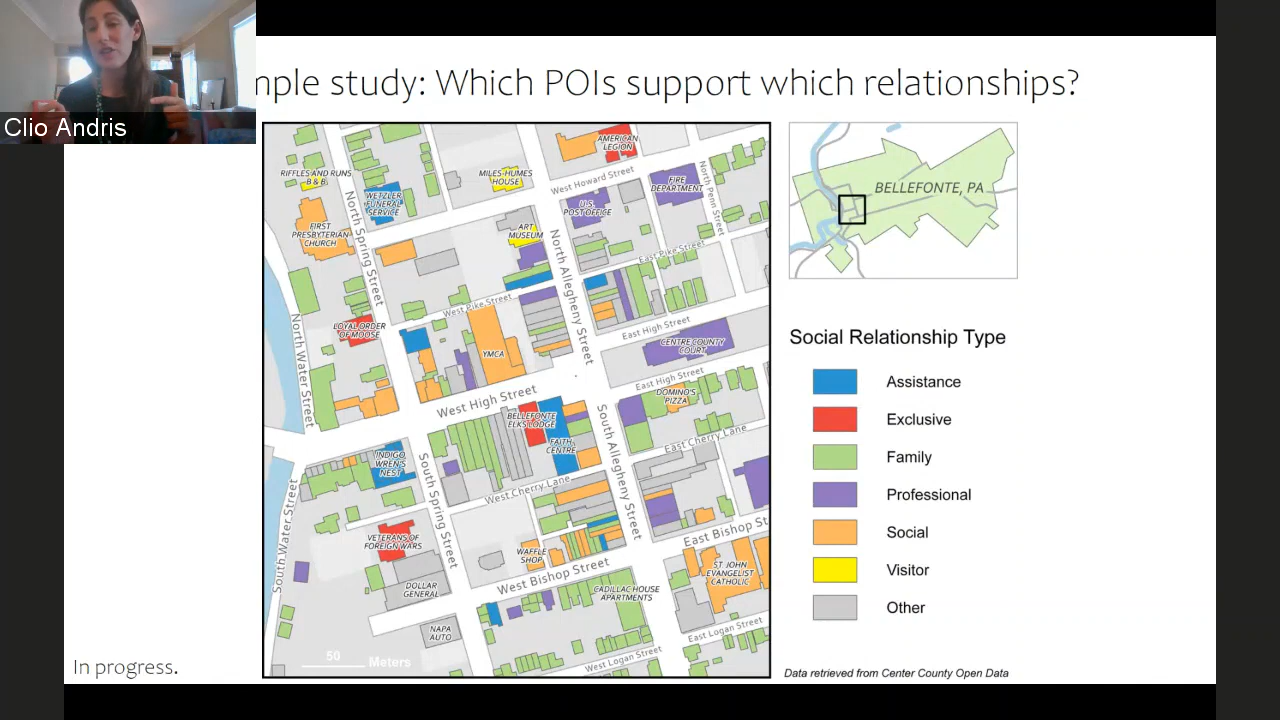 Clio Andris
mple study: Which POIs support which relationships?
AMERICAN
LEGION
RIFFLES AND RUNS
B & B
MILES-HUMES
HOUSE
West Howard Street
FIRE
DEPARTMENT
North Penn Street
WETZLER
FUNERAL
SERVICE
U.S.
POST OFFICE
North Spring Street
FIRST
PRESBYTERIAN
CHURCH
ART
MUSEUM
North Allegheny Street
East Pike Street
West Pike Street
North Water Street
LOYAL ORDER
OF MOOSE
YMCA
East High Street
CENTRE COUNTY
COURT
East High Street
West High Street
DOMINO'S
PIZZA
BELLEFONTE
ELKS LODGE
FAITH
CENTRE
South Allegheny Street
East Cherry Lane
INDIGO
WREN'S
NEST
South Spring Street
West Cherry Lane
South Water Street
VETERANS OF
FOREIGN WARS
WAFFLE
SHOP
East Bishop St
West Bishop Street
ST. JOHN
EVANGELIST
CATHOLIC
DOLLAR
GENERAL
CADILLAC HOUSE
APARTMENTS
NAPA
AUTO
East Logan Street
West Logan Street
50
Meters
BELLEFONTE, PA
Social Relationship Type
Assistance
Exclusive
Family
Professional
Social
Visitor
Other
In progress.
Data retrieved from Center County Open Data